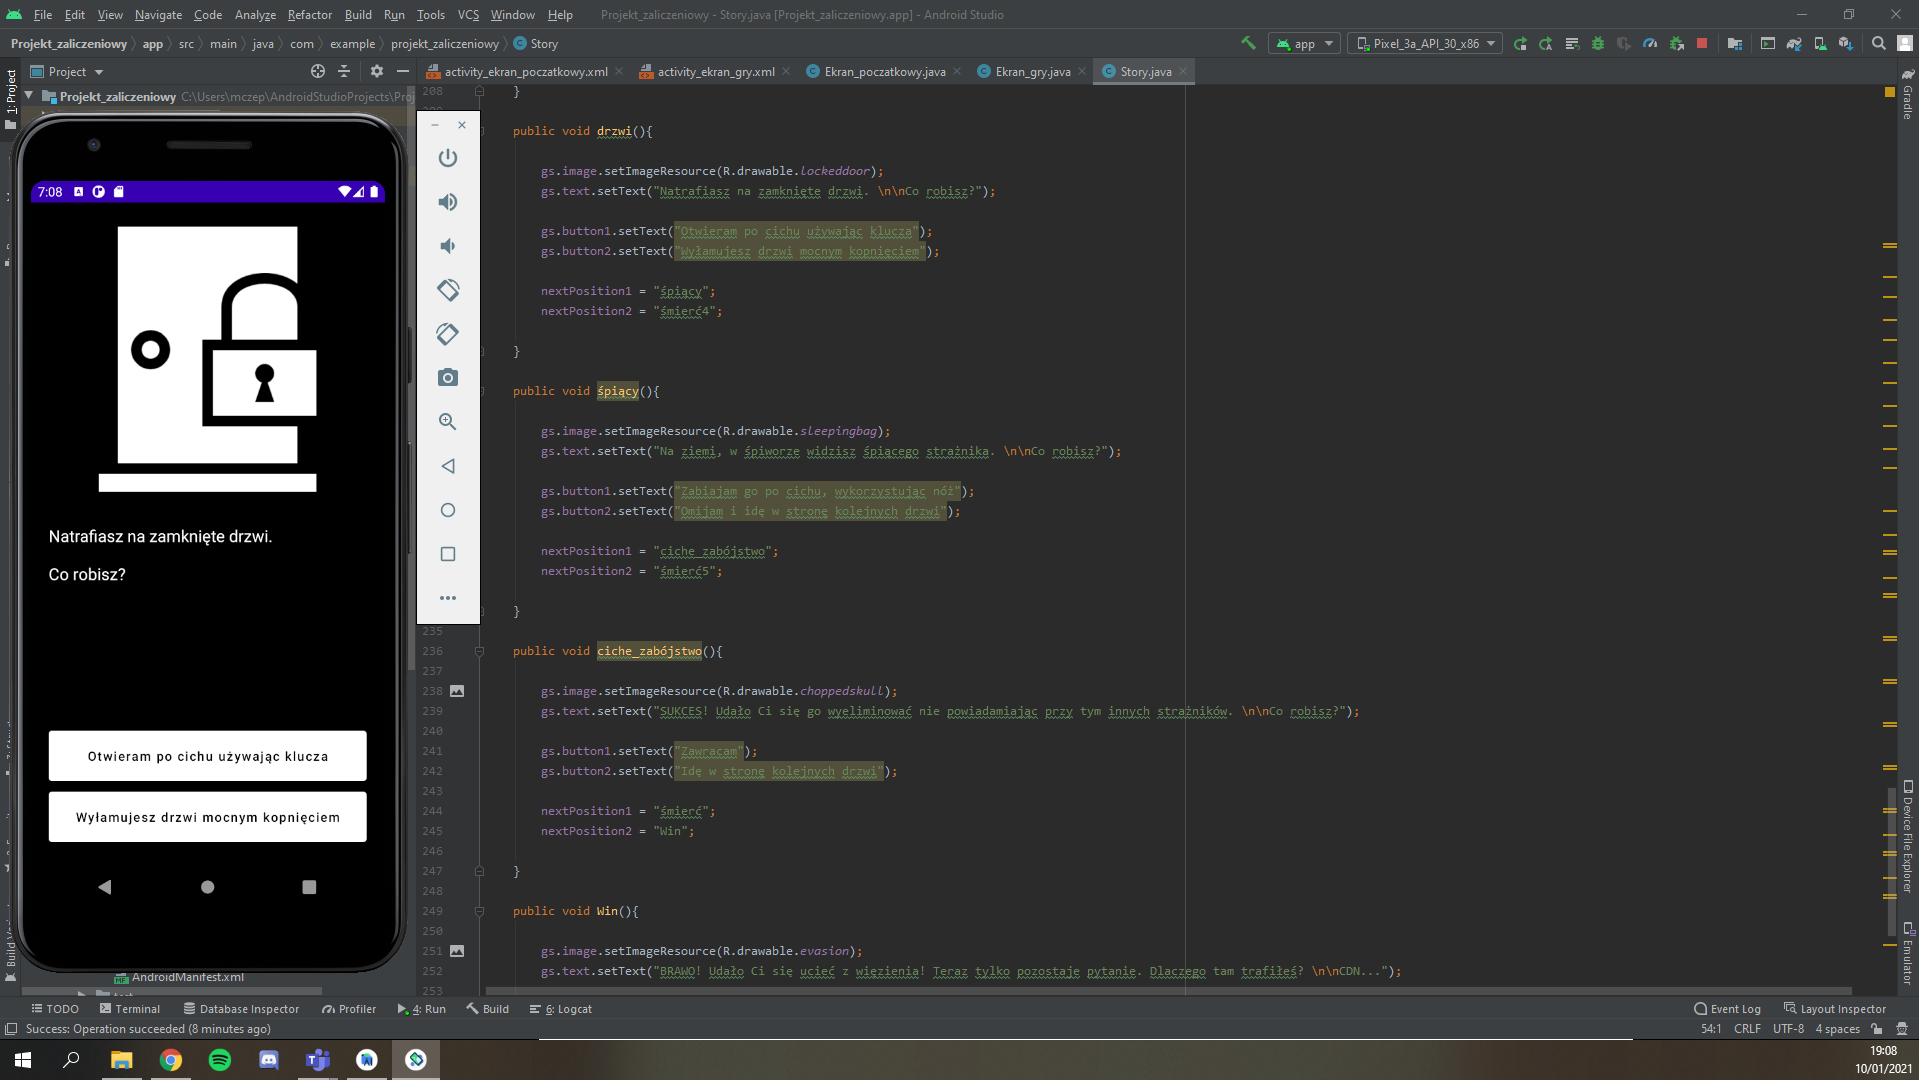 File Edit View Navigate Code Analyze Refactor Build Run Tools VCS Window Help Projekt_zaliczeniowy - Story.java [Projekt_zaliczeniowy.app] - Android Studio
Projekt_zaliczeniowy app src main java com example projekt_zaliczeniowy Story app Pixel_3a_API_30_x86
Project activity_ekran_poczatkowy.xml activity_ekran_gry.xml Ekran_poczatkowy.java Ekran_gry.java Story.java
Projekt_zaliczeniowy C:\Users\mczep\AndroidStudioProjects\Proj
1: Project
Gradle
Device File Explorer
Emulator
7:08
Natrafiasz na zamknięte drzwi.
Co robisz?
Otwieram po cichu używając klucza
Wyłamujesz drzwi mocnym kopnięciem
AndroidManifest.xml
208 }
public void drzwi(){
gs.image.setImageResource(R.drawable.lockeddoor);
gs.text.setText("Natrafiasz na zamknięte drzwi. \n\nCo robisz?");
gs.button1.setText("Otwieram po cichu używając klucza");
gs.button2.setText("Wyłamujesz drzwi mocnym kopnięciem");
nextPosition1 = "śpiący";
nextPosition2 = "śmierć4";
}
public void śpiący(){
gs.image.setImageResource(R.drawable.sleepingbag);
gs.text.setText("Na ziemi, w śpiworze widzisz śpiącego strażnika. \n\nCo robisz?");
gs.button1.setText("Zabiajam go po cichu, wykorzystując nóż");
gs.button2.setText("Omijam i idę w stronę kolejnych drzwi");
nextPosition1 = "ciche_zabójstwo";
nextPosition2 = "śmierć5";
}
235
236 public void ciche_zabójstwo(){
237
238 gs.image.setImageResource(R.drawable.choppedskull);
239 gs.text.setText("SUKCES! Udało Ci się go wyeliminować nie powiadamiając przy tym innych strażników. \n\nCo robisz?");
240
241 gs.button1.setText("Zawracam");
242 gs.button2.setText("Idę w stronę kolejnych drzwi");
243
244 nextPosition1 = "śmierć";
245 nextPosition2 = "Win";
246
247 }
248
249 public void Win(){
250
251 gs.image.setImageResource(R.drawable.evasion);
252 gs.text.setText("BRAWO! Udało Ci się uciec z więzienia! Teraz tylko pozostaje pytanie. Dlaczego tam trafiłeś? \n\nCDN...");
253
TODO Terminal Database Inspector Profiler 4: Run Build 6: Logcat Event Log Layout Inspector
Success: Operation succeeded (8 minutes ago) 54:1 CRLF UTF-8 4 spaces
19:08
10/01/2021